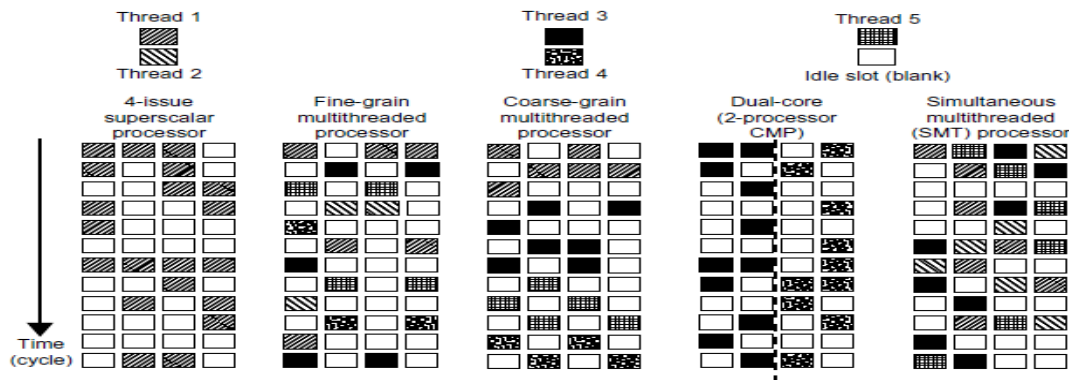 Thread 1
Thread 3
Thread 5
Thread 2
Thread 4
Idle slot (blank)
4-issue
superscalar
processor
Fine-grain
multithreaded
processor
Coarse-grain
multithreaded
processor
Dual-core
(2-processor
CMP)
Simultaneous
multithreaded
(SMT) processor
Time
(cycle)